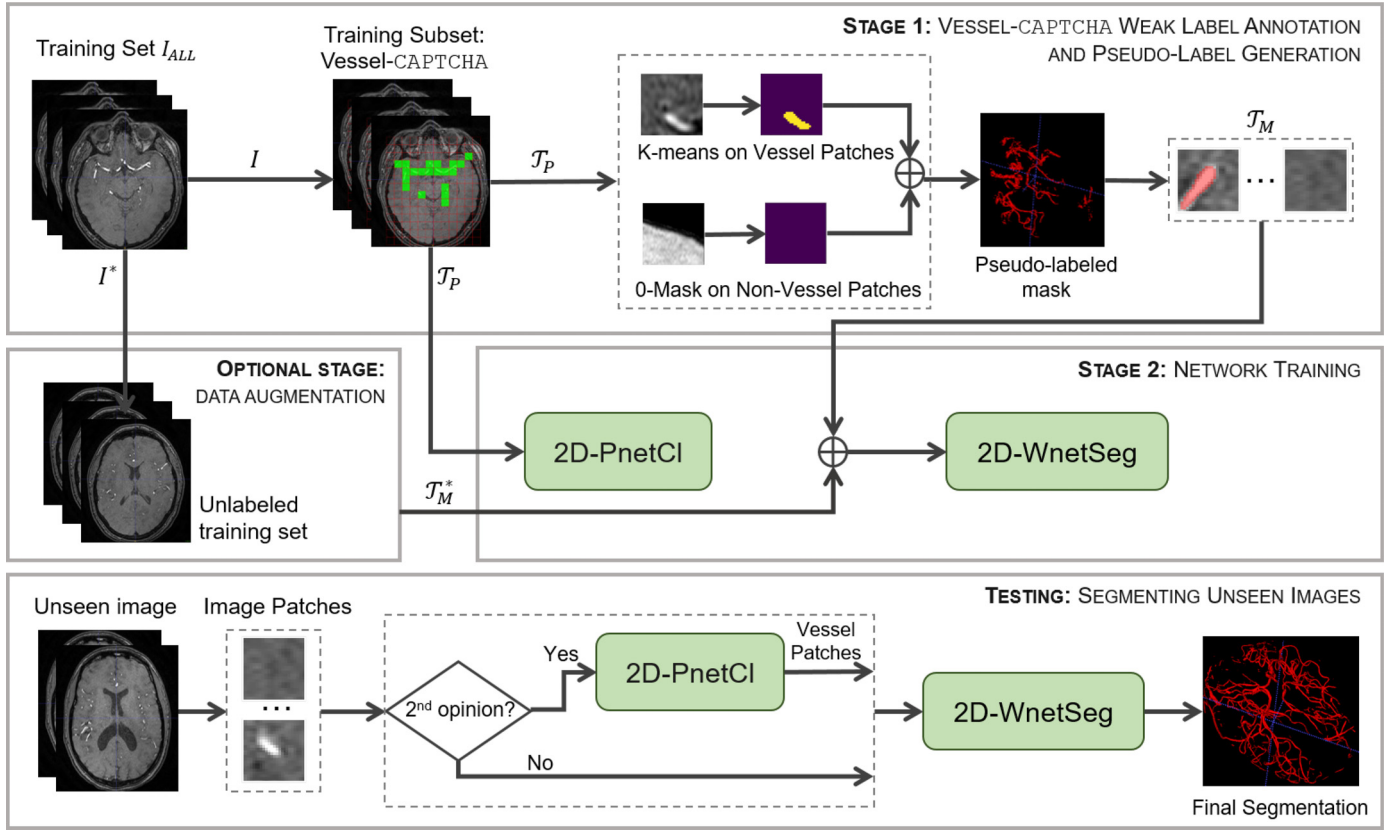 STAGE 1: VESSEL-CAPTCHA WEAK LABEL ANNOTATION
AND PSEUDO-LABEL GENERATION
Training Set I_ALL
Training Subset:
Vessel-CAPTCHA
I
𝒯_P
K-means on Vessel Patches
0-Mask on Non-Vessel Patches
Pseudo-labeled
mask
𝒯_M
...
I*
𝒯_P
OPTIONAL STAGE:
DATA AUGMENTATION
Unlabeled
training set
𝒯*_M
STAGE 2: NETWORK TRAINING
2D-PnetCl
2D-WnetSeg
TESTING: SEGMENTING UNSEEN IMAGES
Unseen image
Image Patches
...
2nd opinion?
Yes
No
2D-PnetCl
Vessel
Patches
2D-WnetSeg
Final Segmentation